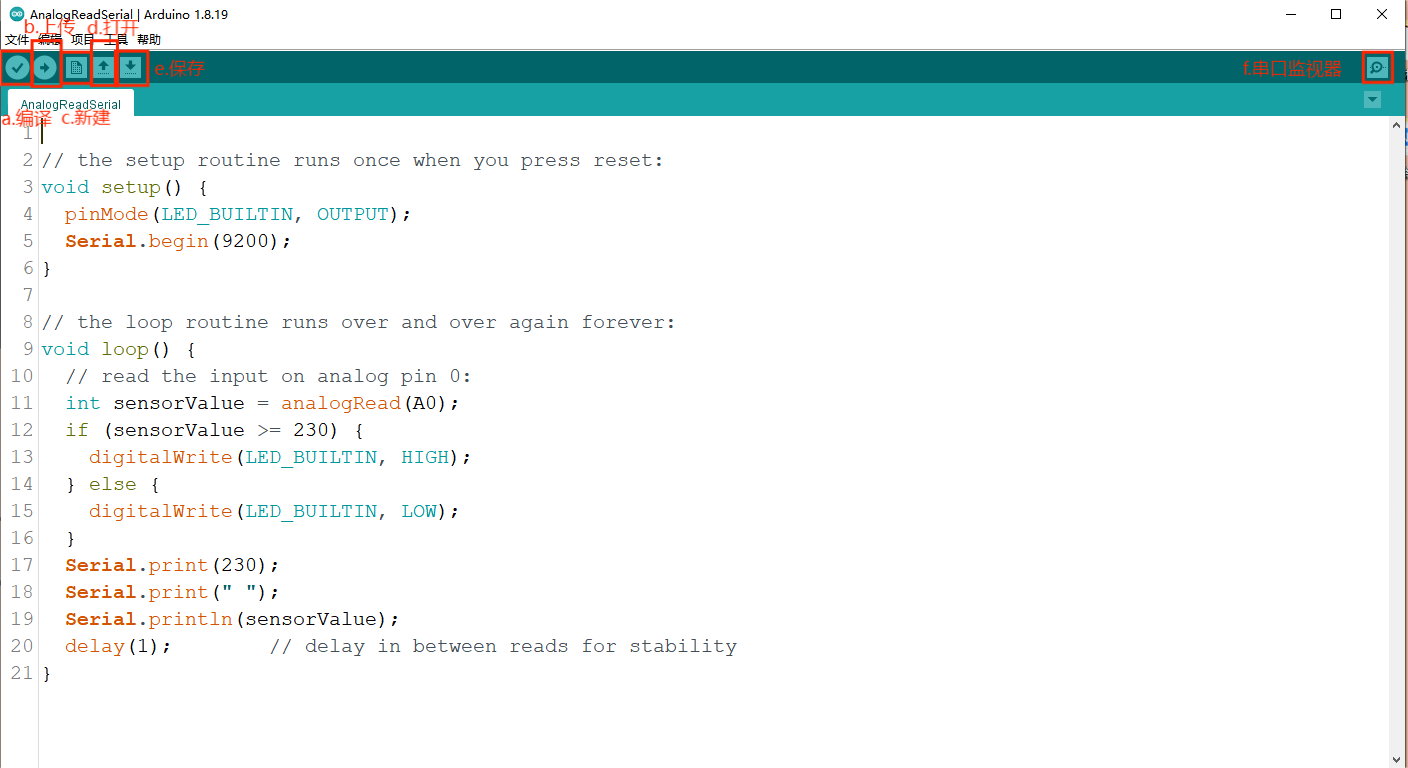 AnalogReadSerial | Arduino 1.8.19
b.上传 d.打开
文件 编辑 项目 工具 帮助
e.保存
f.串口监视器
AnalogReadSerial
a.编译 c.新建
1
2 // the setup routine runs once when you press reset:
3 void setup() {
4 pinMode(LED_BUILTIN, OUTPUT);
5 Serial.begin(9200);
6 }
7
8 // the loop routine runs over and over again forever:
9 void loop() {
10 // read the input on analog pin 0:
11 int sensorValue = analogRead(A0);
12 if (sensorValue >= 230) {
13 digitalWrite(LED_BUILTIN, HIGH);
14 } else {
15 digitalWrite(LED_BUILTIN, LOW);
16 }
17 Serial.print(230);
18 Serial.print(" ");
19 Serial.println(sensorValue);
20 delay(1); // delay in between reads for stability
21 }